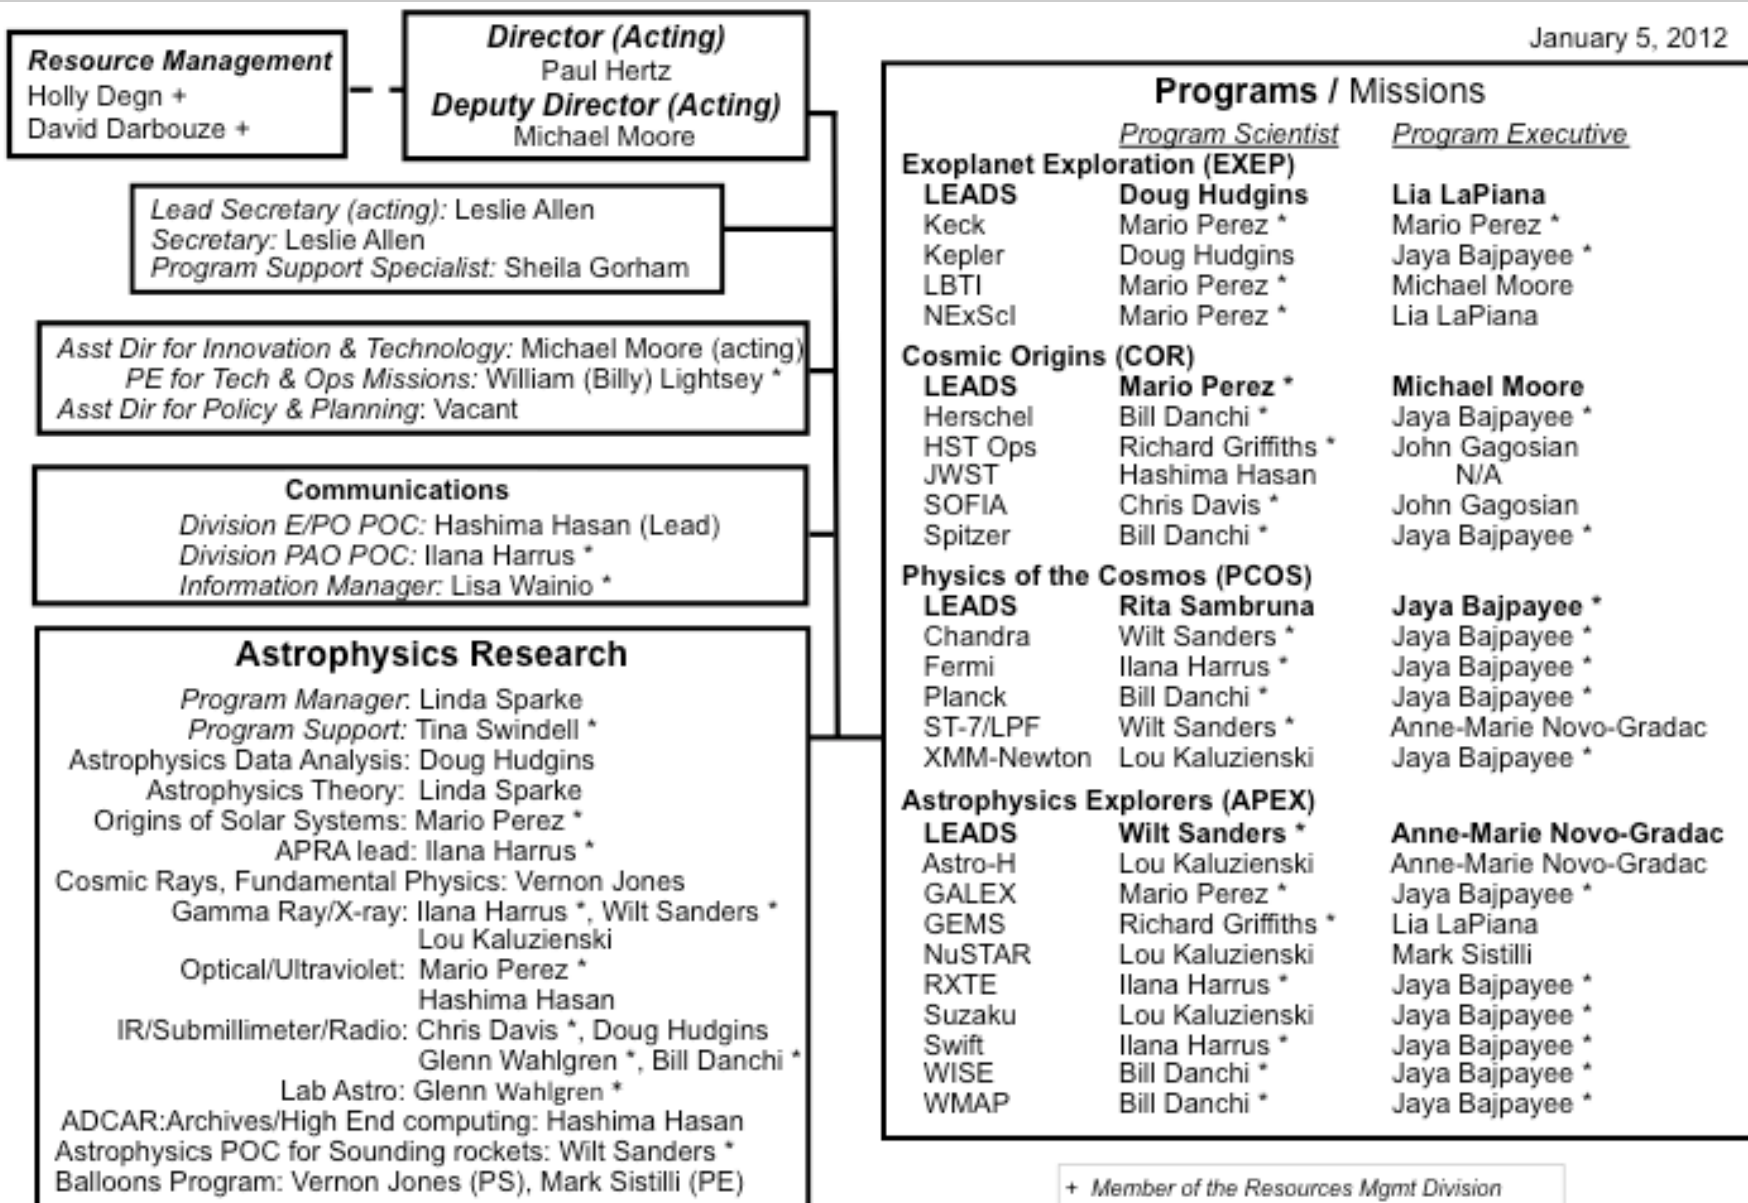 January 5, 2012
Resource Management
Holly Degn +
David Darbouze +
Director (Acting)
Paul Hertz
Deputy Director (Acting)
Michael Moore
Lead Secretary (acting): Leslie Allen
Secretary: Leslie Allen
Program Support Specialist: Sheila Gorham
Asst Dir for Innovation & Technology: Michael Moore (acting)
PE for Tech & Ops Missions: William (Billy) Lightsey *
Asst Dir for Policy & Planning: Vacant
Communications
Division E/PO POC: Hashima Hasan (Lead)
Division PAO POC: Ilana Harrus *
Information Manager: Lisa Wainio *
Astrophysics Research
Program Manager: Linda Sparke
Program Support: Tina Swindell *
Astrophysics Data Analysis: Doug Hudgins
Astrophysics Theory: Linda Sparke
Origins of Solar Systems: Mario Perez *
APRA lead: Ilana Harrus *
Cosmic Rays, Fundamental Physics: Vernon Jones
Gamma Ray/X-ray: Ilana Harrus *, Wilt Sanders *
Lou Kaluzienski
Optical/Ultraviolet: Mario Perez *
Hashima Hasan
IR/Submillimeter/Radio: Chris Davis *, Doug Hudgins
Glenn Wahlgren *, Bill Danchi *
Lab Astro: Glenn Wahlgren *
ADCAR:Archives/High End computing: Hashima Hasan
Astrophysics POC for Sounding rockets: Wilt Sanders *
Balloons Program: Vernon Jones (PS), Mark Sistilli (PE)
Programs / Missions
Program Scientist Program Executive
Exoplanet Exploration (EXEP)
LEADS Doug Hudgins Lia LaPiana
Keck Mario Perez * Mario Perez *
Kepler Doug Hudgins Jaya Bajpayee *
LBTI Mario Perez * Michael Moore
NExScI Mario Perez * Lia LaPiana
Cosmic Origins (COR)
LEADS Mario Perez * Michael Moore
Herschel Bill Danchi * Jaya Bajpayee *
HST Ops Richard Griffiths * John Gagosian
JWST Hashima Hasan N/A
SOFIA Chris Davis * John Gagosian
Spitzer Bill Danchi * Jaya Bajpayee *
Physics of the Cosmos (PCOS)
LEADS Rita Sambruna Jaya Bajpayee *
Chandra Wilt Sanders * Jaya Bajpayee *
Fermi Ilana Harrus * Jaya Bajpayee *
Planck Bill Danchi * Jaya Bajpayee *
ST-7/LPF Wilt Sanders * Anne-Marie Novo-Gradac
XMM-Newton Lou Kaluzienski Jaya Bajpayee *
Astrophysics Explorers (APEX)
LEADS Wilt Sanders * Anne-Marie Novo-Gradac
Astro-H Lou Kaluzienski Anne-Marie Novo-Gradac
GALEX Mario Perez * Jaya Bajpayee *
GEMS Richard Griffiths * Lia LaPiana
NuSTAR Lou Kaluzienski Mark Sistilli
RXTE Ilana Harrus * Jaya Bajpayee *
Suzaku Lou Kaluzienski Jaya Bajpayee *
Swift Ilana Harrus * Jaya Bajpayee *
WISE Bill Danchi * Jaya Bajpayee *
WMAP Bill Danchi * Jaya Bajpayee *
+ Member of the Resources Mgmt Division